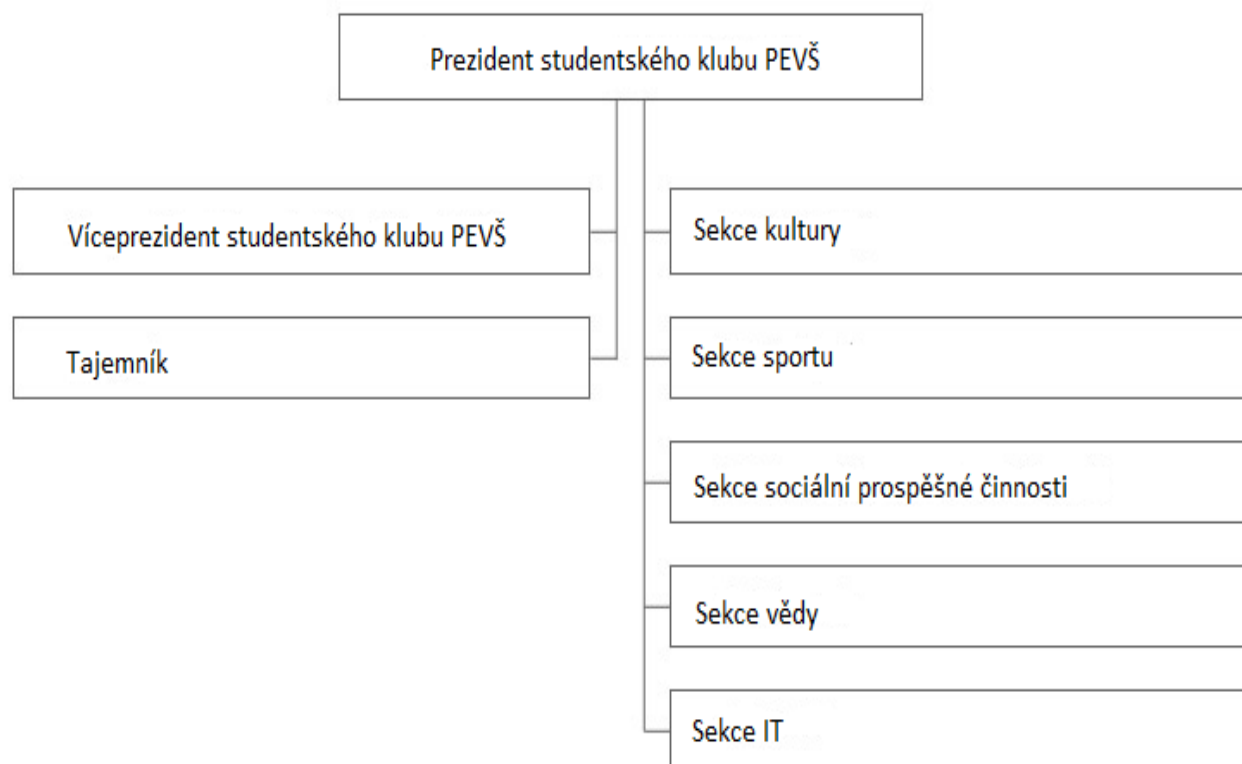 Prezident studentského klubu PEVŠ
Víceprezident studentského klubu PEVŠ
Tajemník
Sekce kultury
Sekce sportu
Sekce sociální prospěšné činnosti
Sekce vědy
Sekce IT